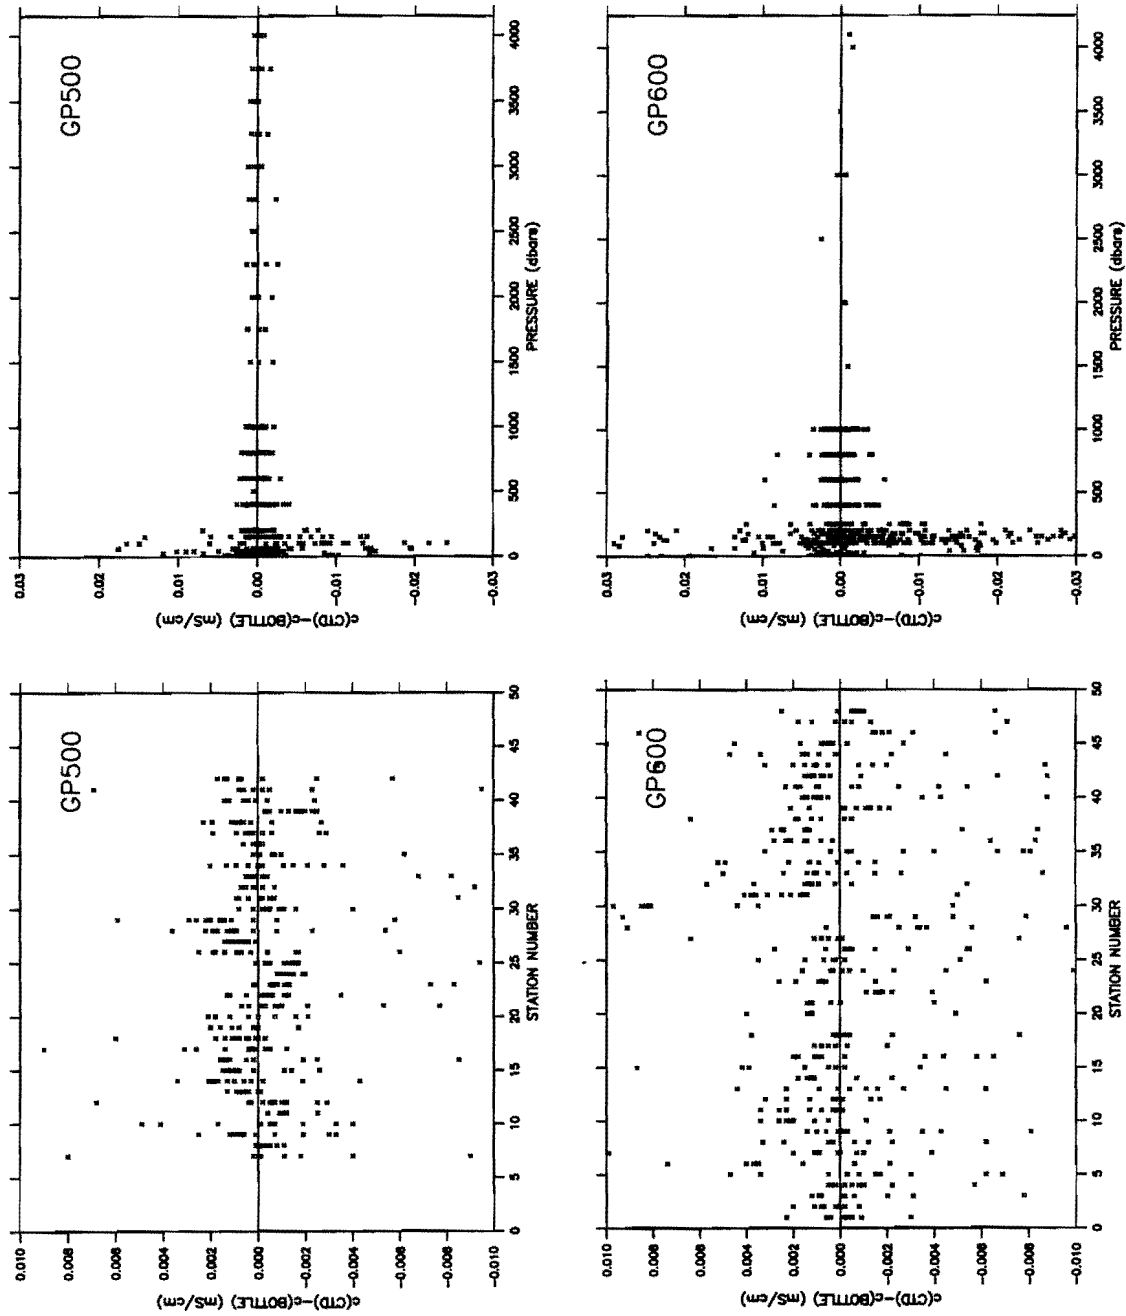 GP500
c(CTD)-c(BOTTLE) (mS/cm)
0.010
0.008
0.006
0.004
0.002
0.000
-0.002
-0.004
-0.006
-0.008
-0.010
0 5 10 15 20 25 30 35 40 45 50
STATION NUMBER
GP500
c(CTD)-c(BOTTLE) (mS/cm)
0.03
0.02
0.01
0.00
-0.01
-0.02
-0.03
0 500 1000 1500 2000 2500 3000 3500 4000
PRESSURE (dbars)
GP600
c(CTD)-c(BOTTLE) (mS/cm)
0.010
0.008
0.006
0.004
0.002
0.000
-0.002
-0.004
-0.006
-0.008
-0.010
0 5 10 15 20 25 30 35 40 45 50
STATION NUMBER
GP600
c(CTD)-c(BOTTLE) (mS/cm)
0.03
0.02
0.01
0.00
-0.01
-0.02
-0.03
0 500 1000 1500 2000 2500 3000 3500 4000
PRESSURE (dbars)